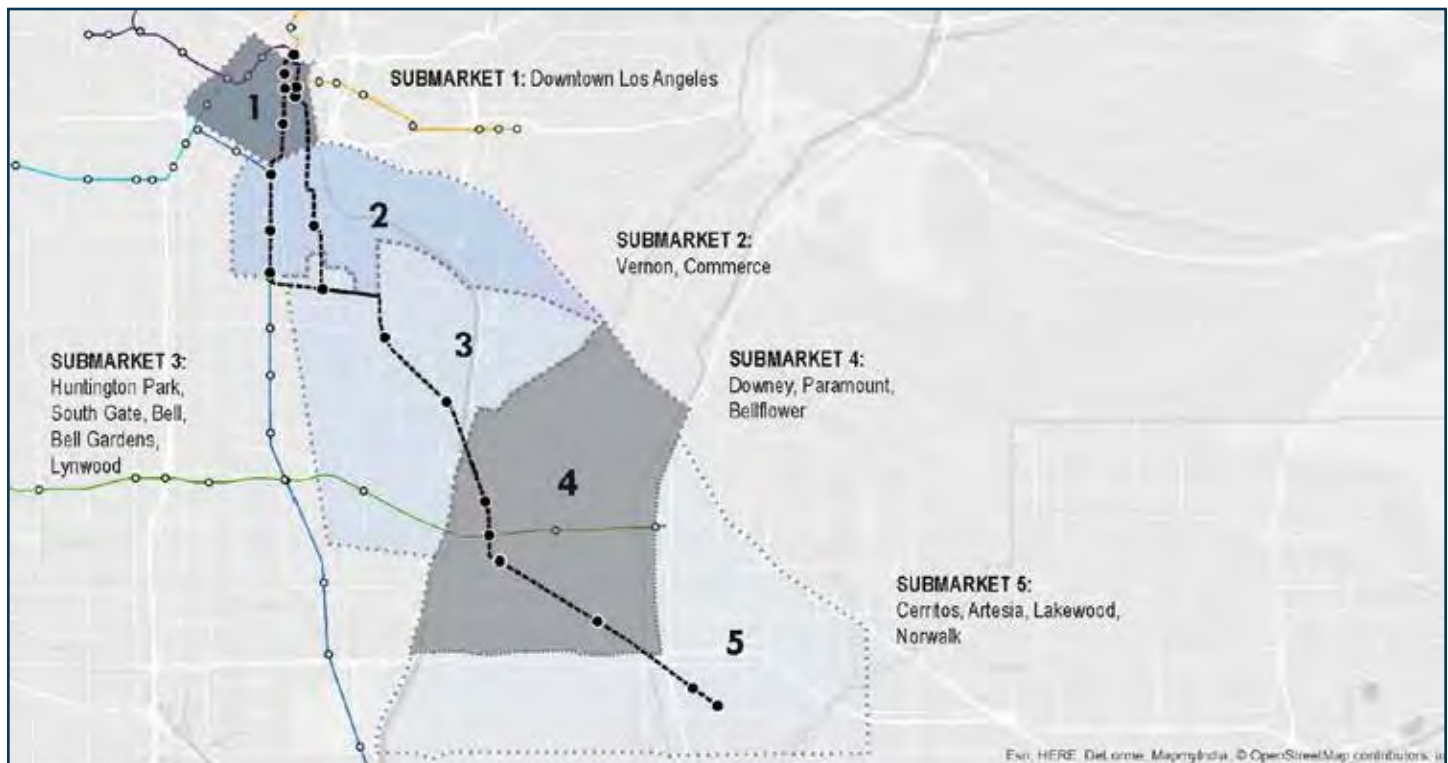 SUBMARKET 1: Downtown Los Angeles
1
2
SUBMARKET 2:
Vernon, Commerce
3
SUBMARKET 3:
Huntington Park,
South Gate, Bell,
Bell Gardens,
Lynwood
SUBMARKET 4:
Downey, Paramount,
Bellflower
4
SUBMARKET 5:
Cerritos, Artesia, Lakewood,
Norwalk
5
Esri, HERE, DeLorme, MapmyIndia, © OpenStreetMap contributors,